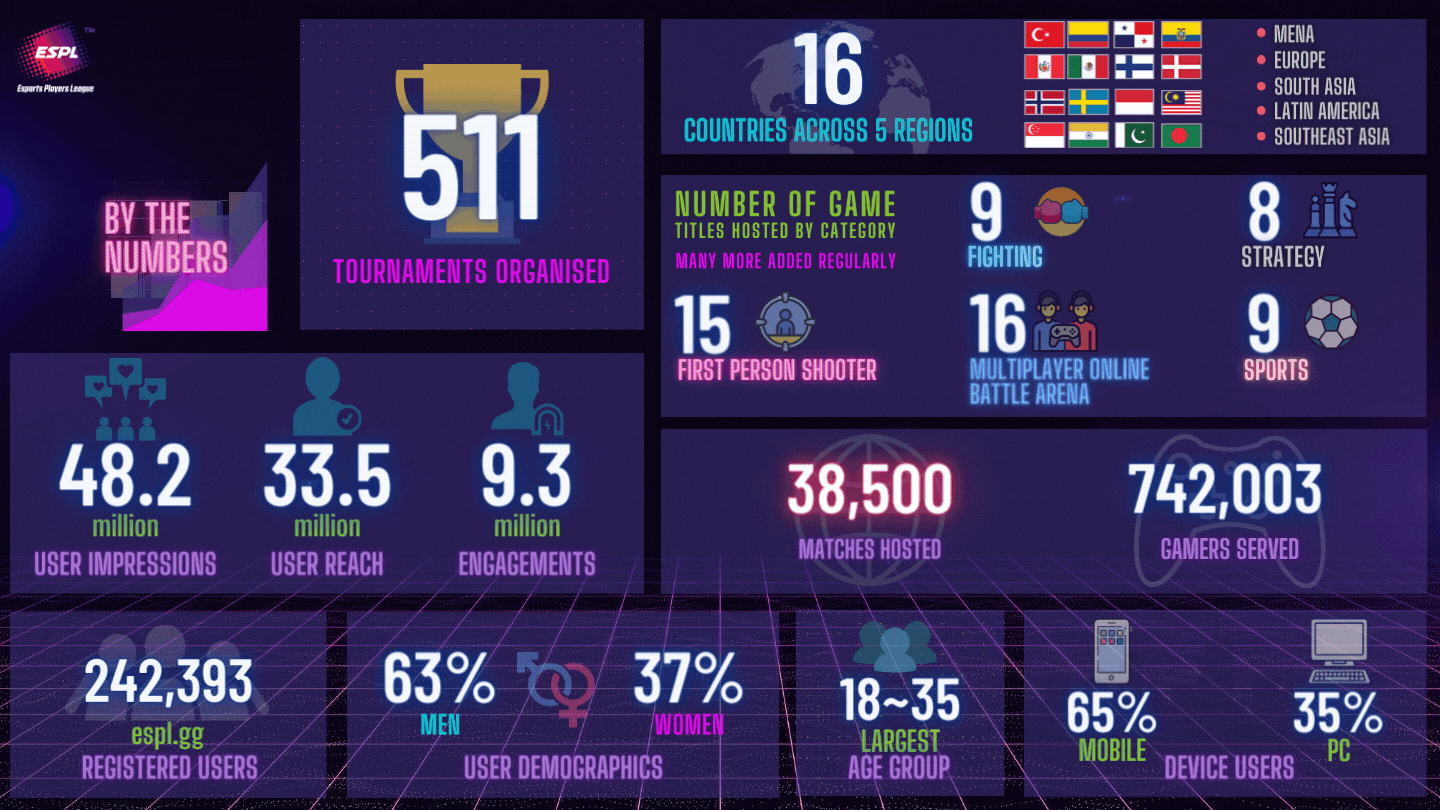 ESPL
TM
Esports Players League
BY THE
NUMBERS
511
TOURNAMENTS ORGANISED
16
COUNTRIES ACROSS 5 REGIONS
MENA
EUROPE
SOUTH ASIA
LATIN AMERICA
SOUTHEAST ASIA
NUMBER OF GAME
TITLES HOSTED BY CATEGORY
MANY MORE ADDED REGULARLY
9
FIGHTING
8
STRATEGY
15
FIRST PERSON SHOOTER
16
MULTIPLAYER ONLINE
BATTLE ARENA
9
SPORTS
48.2
million
USER IMPRESSIONS
33.5
million
USER REACH
9.3
million
ENGAGEMENTS
38,500
MATCHES HOSTED
742,003
GAMERS SERVED
242,393
espl.gg
REGISTERED USERS
63%
MEN
37%
WOMEN
USER DEMOGRAPHICS
18~35
LARGEST
AGE GROUP
65%
MOBILE
35%
PC
DEVICE USERS